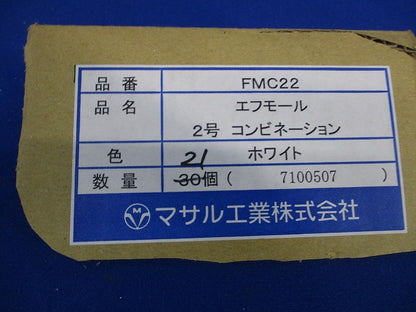 品番 FMC22
品名 エフモール
2号 コンビネーション
色 ホワイト
21
数量 30個 ( 7100507 )
M マサル工業株式会社